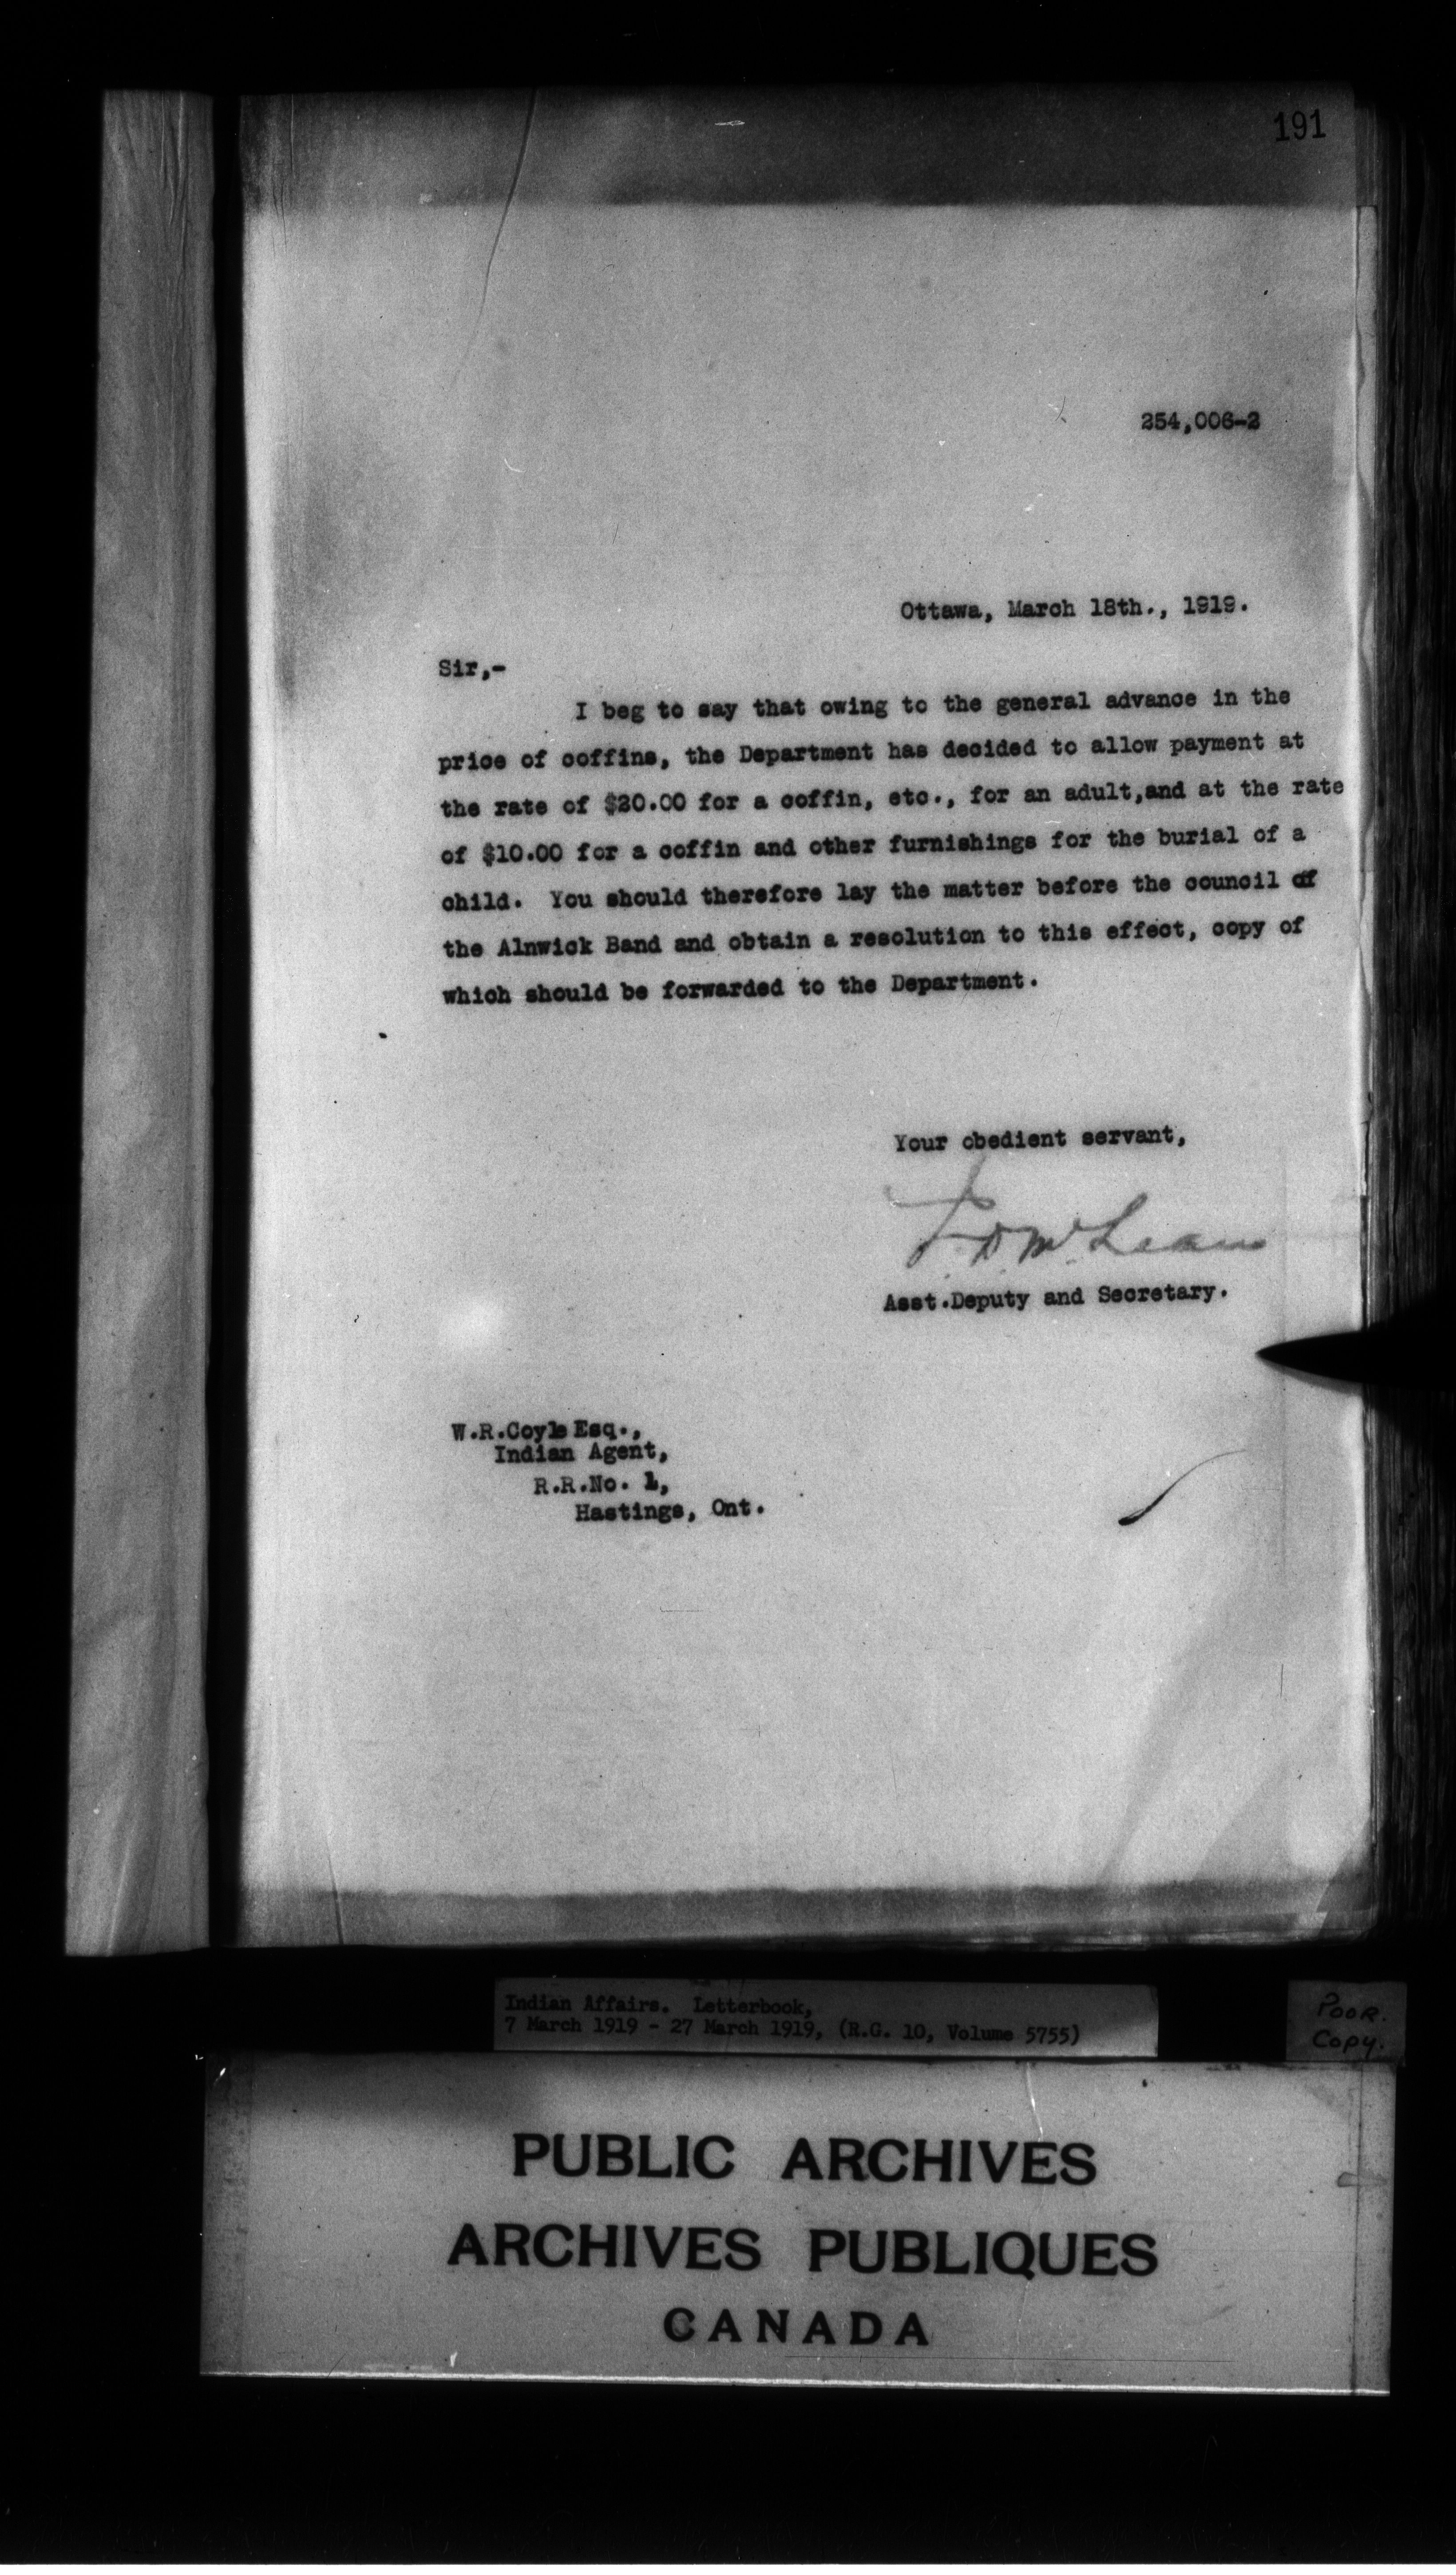 191
254,006-2
Ottawa, March 18th., 1919.
Sir,-
I beg to say that owing to the general advance in the
price of coffins, the Department has decided to allow payment at
the rate of $20.00 for a coffin, etc., for an adult,and at the rate
of $10.00 for a coffin and other furnishings for the burial of a
child. You should therefore lay the matter before the council of
the Alnwick Band and obtain a resolution to this effect, copy of
which should be forwarded to the Department.
Your obedient servant,
J. D. McLean
Asst.Deputy and Secretary.
W.R.Coyle Esq.,
Indian Agent,
R.R.No. 1,
Hastings, Ont.
Indian Affairs. Letterbook,
7 March 1919 - 27 March 1919, (R.G. 10, Volume 5755)
POOR.
COPY.
PUBLIC ARCHIVES
ARCHIVES PUBLIQUES
CANADA